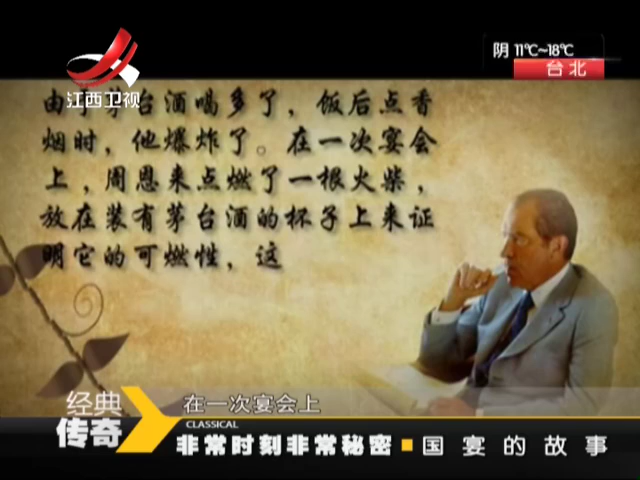 江西卫视
阴 11℃~18℃
台北
由于茅台酒喝多了，饭后点香
烟时，他爆炸了。在一次宴会
上，周恩来点燃了一根火柴，
放在装有茅台酒的杯子上来证
明它的可燃性，这
经典
传奇
在一次宴会上
CLASSICAL
非常时刻非常秘密 国宴的故事